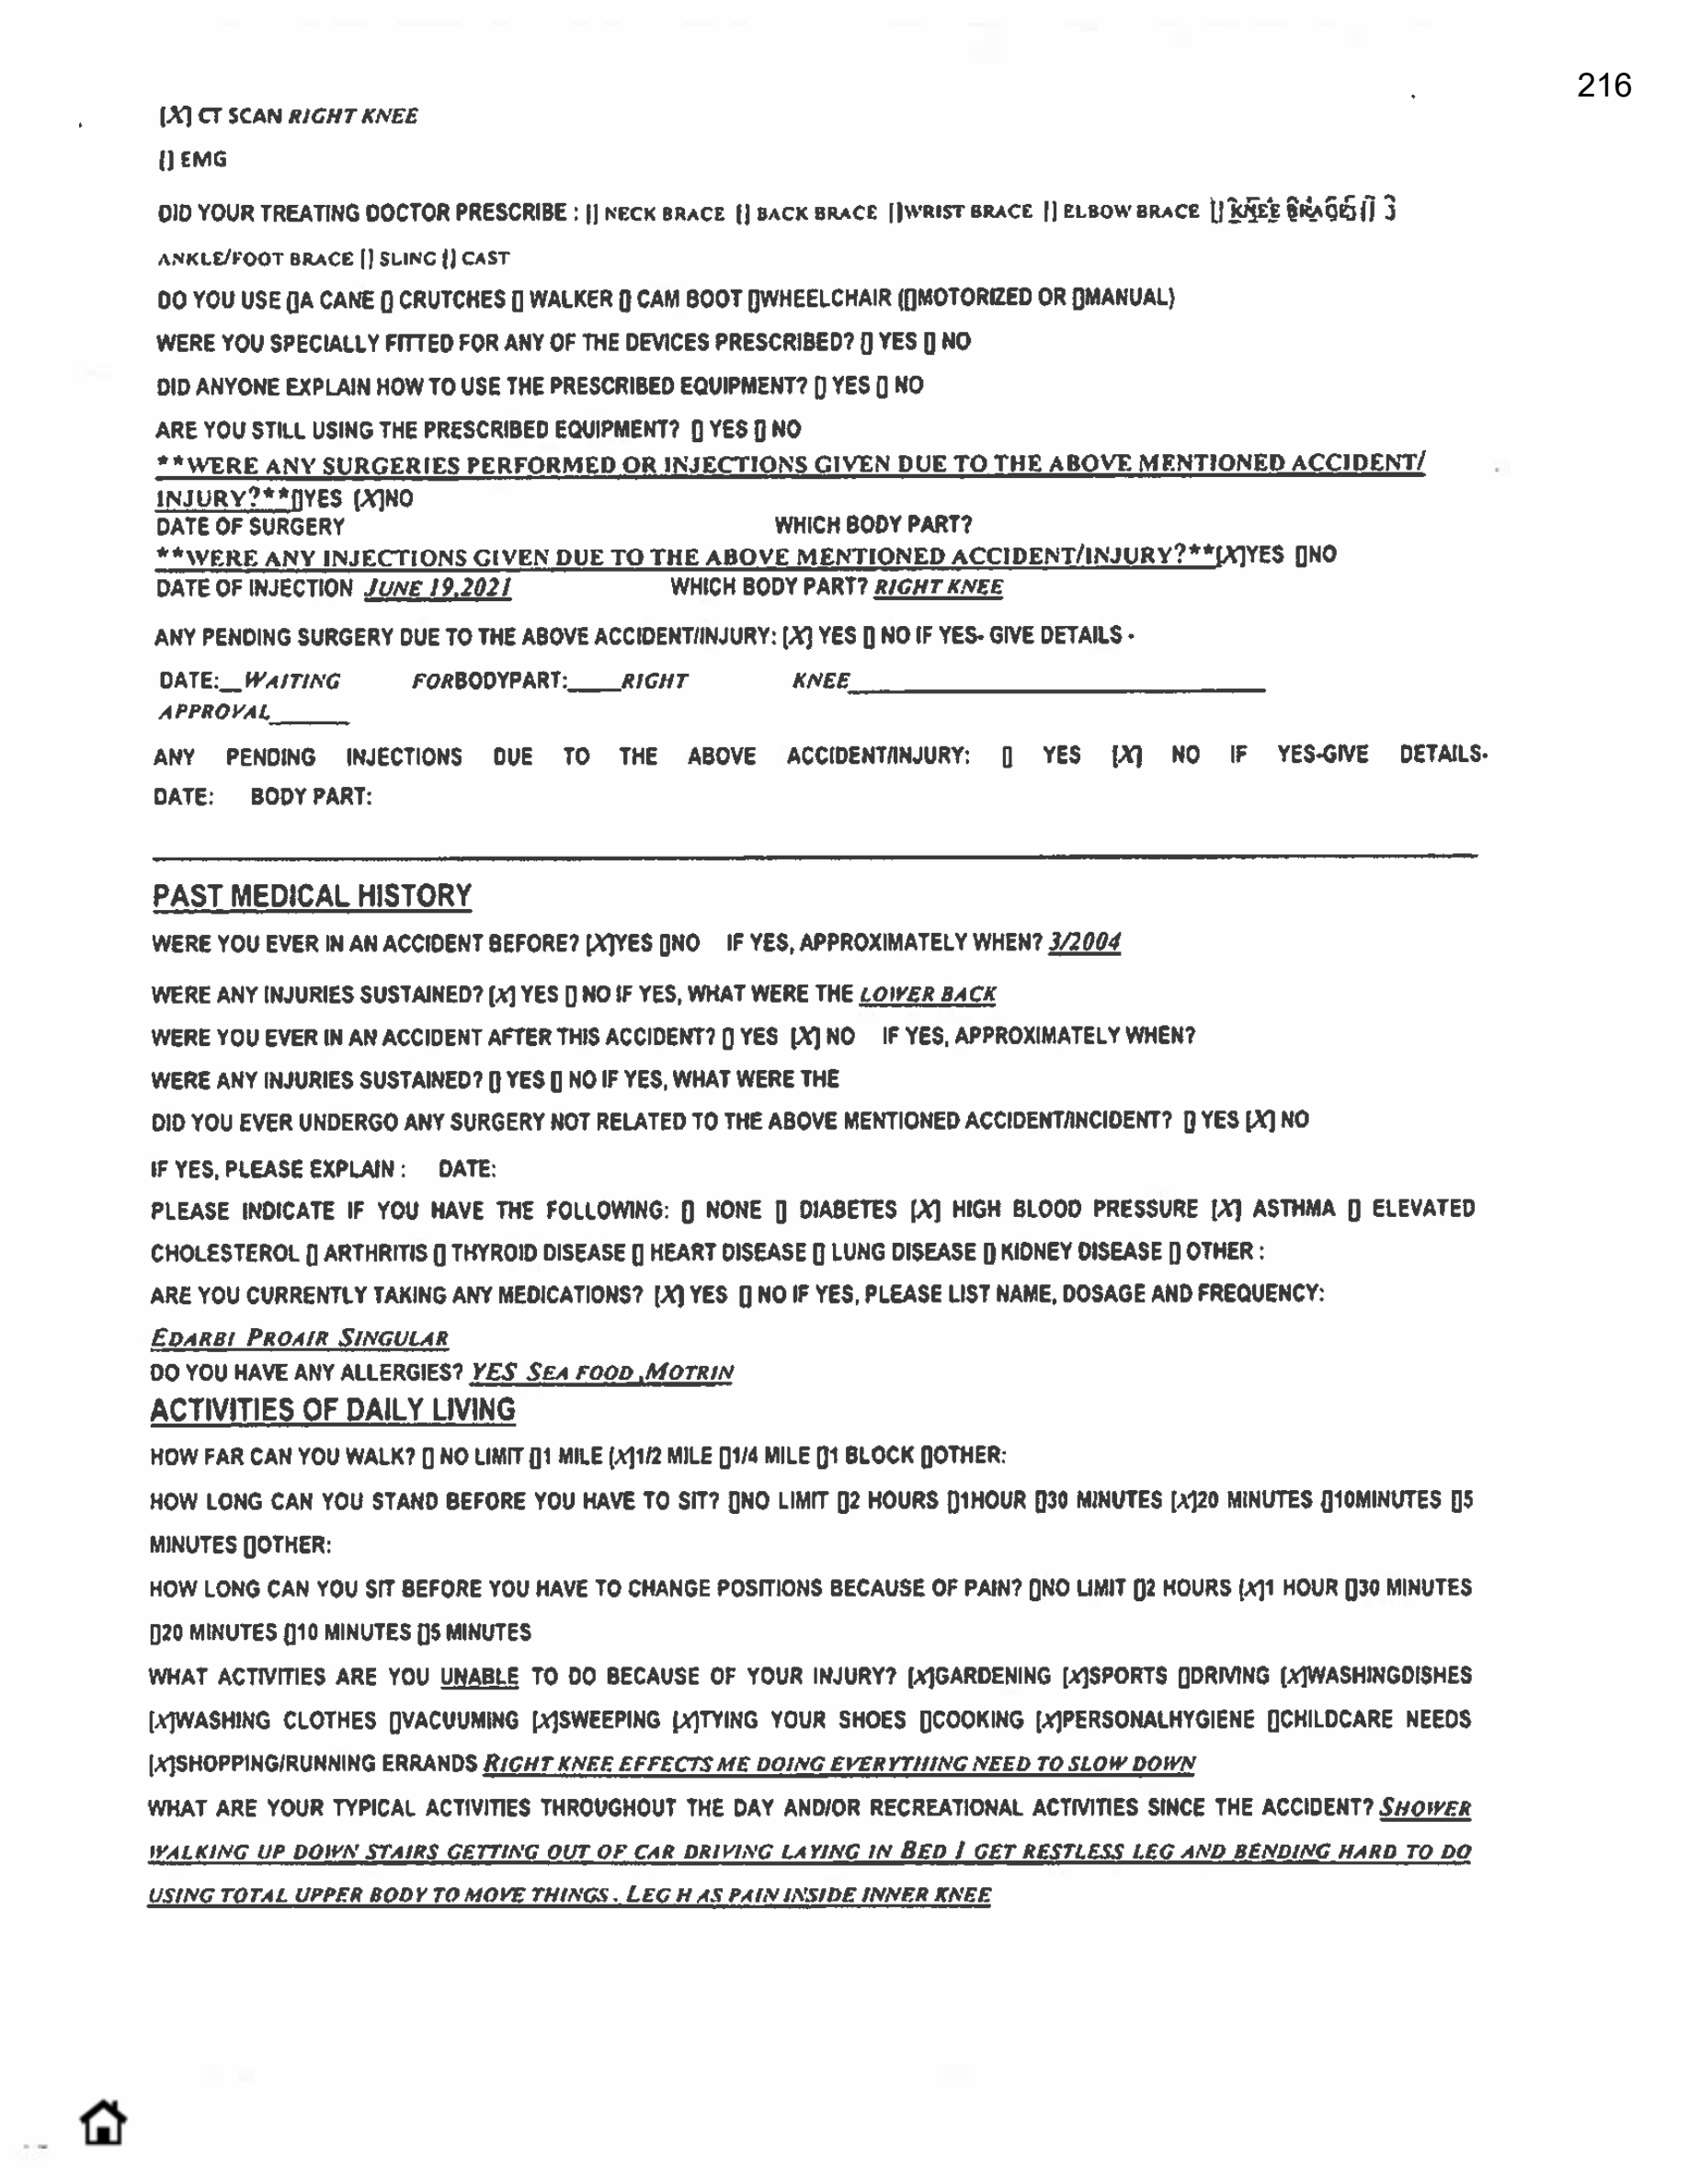 216
[X] CT SCAN RIGHT KNEE
[] EMG
DID YOUR TREATING DOCTOR PRESCRIBE : [] NECK BRACE [] BACK BRACE []WRIST BRACE [] ELBOW BRACE [] KNEE BRACE []
ANKLE/FOOT BRACE [] SLING [] CAST
DO YOU USE []A CANE [] CRUTCHES [] WALKER [] CAM BOOT []WHEELCHAIR ([]MOTORIZED OR []MANUAL)
WERE YOU SPECIALLY FITTED FOR ANY OF THE DEVICES PRESCRIBED? [] YES [] NO
DID ANYONE EXPLAIN HOW TO USE THE PRESCRIBED EQUIPMENT? [] YES [] NO
ARE YOU STILL USING THE PRESCRIBED EQUIPMENT? [] YES [] NO
**WERE ANY SURGERIES PERFORMED OR INJECTIONS GIVEN DUE TO THE ABOVE MENTIONED ACCIDENT/
INJURY?**[]YES [X]NO
DATE OF SURGERY WHICH BODY PART?
**WERE ANY INJECTIONS GIVEN DUE TO THE ABOVE MENTIONED ACCIDENT/INJURY?**[X]YES []NO
DATE OF INJECTION JUNE 19,2021 WHICH BODY PART? RIGHT KNEE
ANY PENDING SURGERY DUE TO THE ABOVE ACCIDENT/INJURY: [X] YES [] NO IF YES- GIVE DETAILS -
DATE:__WAITING FORBODYPART:____RIGHT KNEE______
APPROVAL______
ANY PENDING INJECTIONS DUE TO THE ABOVE ACCIDENT/INJURY: [] YES [X] NO IF YES-GIVE DETAILS-
DATE: BODY PART:
PAST MEDICAL HISTORY
WERE YOU EVER IN AN ACCIDENT BEFORE? [X]YES []NO IF YES, APPROXIMATELY WHEN? 3/2004
WERE ANY INJURIES SUSTAINED? [X] YES [] NO IF YES, WHAT WERE THE LOWER BACK
WERE YOU EVER IN AN ACCIDENT AFTER THIS ACCIDENT? [] YES [X] NO IF YES, APPROXIMATELY WHEN?
WERE ANY INJURIES SUSTAINED? [] YES [] NO IF YES, WHAT WERE THE
DID YOU EVER UNDERGO ANY SURGERY NOT RELATED TO THE ABOVE MENTIONED ACCIDENT/INCIDENT? [] YES [X] NO
IF YES, PLEASE EXPLAIN : DATE:
PLEASE INDICATE IF YOU HAVE THE FOLLOWING: [] NONE [] DIABETES [X] HIGH BLOOD PRESSURE [X] ASTHMA [] ELEVATED
CHOLESTEROL [] ARTHRITIS [] THYROID DISEASE [] HEART DISEASE [] LUNG DISEASE [] KIDNEY DISEASE [] OTHER :
ARE YOU CURRENTLY TAKING ANY MEDICATIONS? [X] YES [] NO IF YES, PLEASE LIST NAME, DOSAGE AND FREQUENCY:
EDARBI PROAIR SINGULAR
DO YOU HAVE ANY ALLERGIES? YES SEA FOOD ,MOTRIN
ACTIVITIES OF DAILY LIVING
HOW FAR CAN YOU WALK? [] NO LIMIT []1 MILE [X]1/2 MILE []1/4 MILE []1 BLOCK []OTHER:
HOW LONG CAN YOU STAND BEFORE YOU HAVE TO SIT? []NO LIMIT []2 HOURS []1HOUR []30 MINUTES [X]20 MINUTES []10MINUTES []5
MINUTES []OTHER:
HOW LONG CAN YOU SIT BEFORE YOU HAVE TO CHANGE POSITIONS BECAUSE OF PAIN? []NO LIMIT []2 HOURS [X]1 HOUR []30 MINUTES
[]20 MINUTES []10 MINUTES []5 MINUTES
WHAT ACTIVITIES ARE YOU UNABLE TO DO BECAUSE OF YOUR INJURY? [X]GARDENING [X]SPORTS []DRIVING [X]WASHINGDISHES
[X]WASHING CLOTHES []VACUUMING [X]SWEEPING [X]TYING YOUR SHOES []COOKING [X]PERSONALHYGIENE []CHILDCARE NEEDS
[X]SHOPPING/RUNNING ERRANDS RIGHT KNEE EFFECTS ME DOING EVERYTHING NEED TO SLOW DOWN
WHAT ARE YOUR TYPICAL ACTIVITIES THROUGHOUT THE DAY AND/OR RECREATIONAL ACTIVITIES SINCE THE ACCIDENT? SHOWER
WALKING UP DOWN STAIRS GETTING OUT OF CAR DRIVING LAYING IN BED I GET RESTLESS LEG AND BENDING HARD TO DO
USING TOTAL UPPER BODY TO MOVE THINGS. LEG H AS PAIN INSIDE INNER KNEE